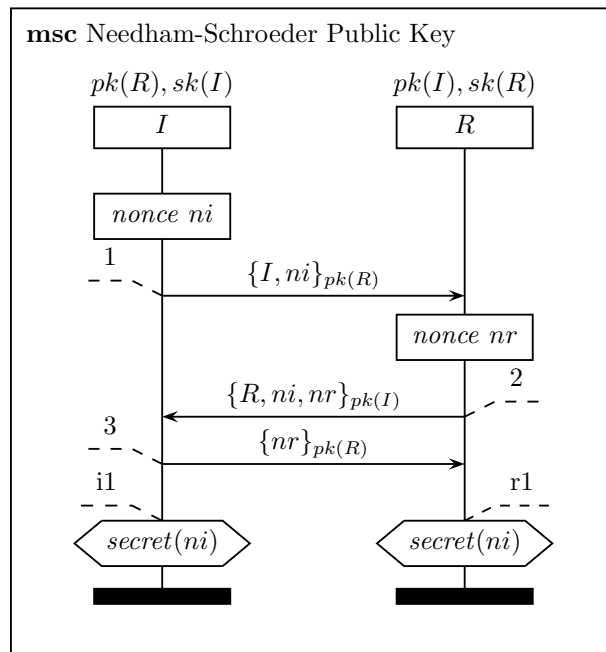 msc Needham-Schroeder Public Key
pk(R), sk(I) pk(I), sk(R)
I R
nonce ni
1
{I, ni}pk(R)
nonce nr
2
{R, ni, nr}pk(I)
3
{nr}pk(R)
i1 r1
secret(ni) secret(ni)